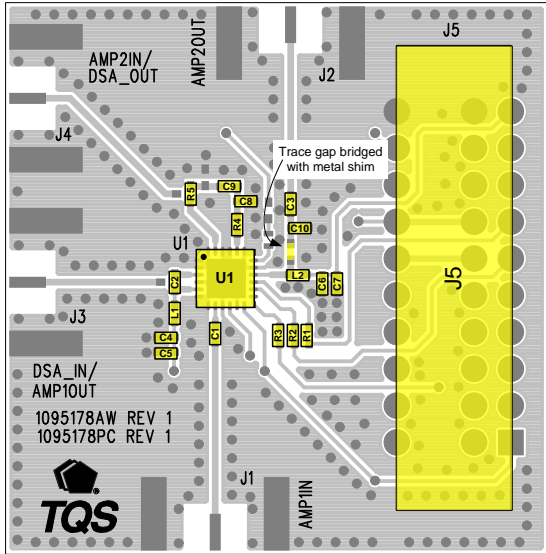 J5
AMP2IN/
DSA_OUT
AMP2OUT
J2
J4
Trace gap bridged
with metal shim
C9
R5
C8
C3
R4
C10
U1
U1
L2
C2
C6
C7
J5
L1
J3
C1
R3
R2
R1
C4
C5
DSA_IN/
AMP1OUT
1095178AW REV 1
1095178PC REV 1
J1
AMP1IN
TQS